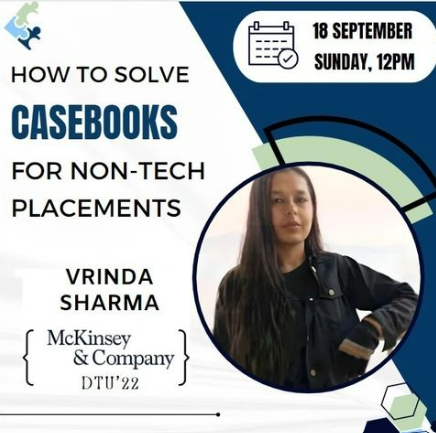 18 SEPTEMBER
SUNDAY, 12PM
HOW TO SOLVE
CASEBOOKS
FOR NON-TECH
PLACEMENTS
VRINDA
SHARMA
McKinsey
& Company
DTU'22